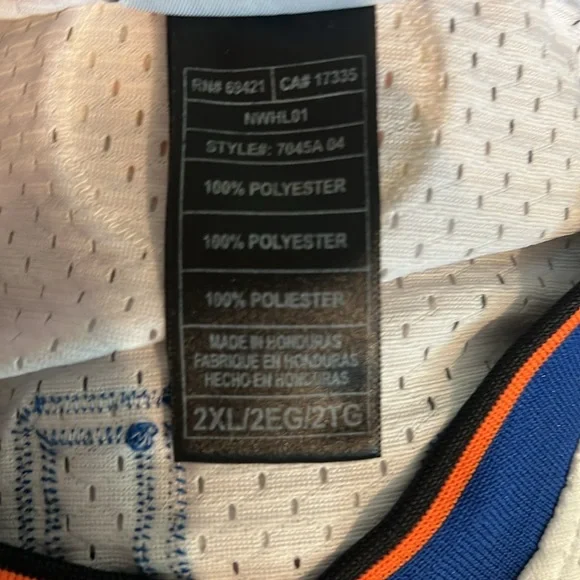 RN# 69421 CA# 17335
NWHL01
STYLE#: 7045A 04
100% POLYESTER
100% POLYESTER
100% POLIESTER
MADE IN HONDURAS
FABRIQUE EN HONDURAS
HECHO EN HONDURAS
2XL/2EG/2TG